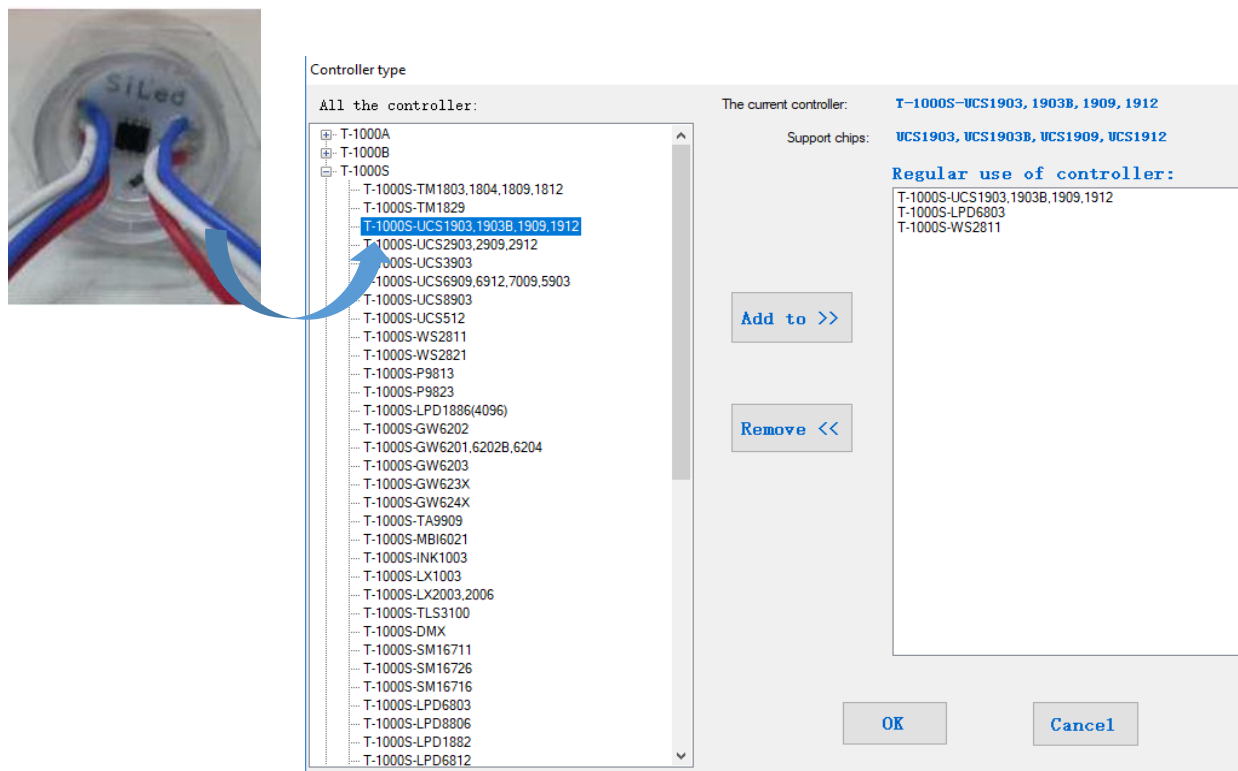 SiLed
Controller type
All the controller:
T-1000A
T-1000B
T-1000S
T-1000S-TM1803,1804,1809,1812
T-1000S-TM1829
T-1000S-UCS1903,1903B,1909,1912
T-1000S-UCS2903,2909,2912
T-1000S-UCS3903
T-1000S-UCS6909,6912,7009,5903
T-1000S-UCS8903
T-1000S-UCS512
T-1000S-WS2811
T-1000S-WS2821
T-1000S-P9813
T-1000S-P9823
T-1000S-LPD1886(4096)
T-1000S-GW6202
T-1000S-GW6201,6202B,6204
T-1000S-GW6203
T-1000S-GW623X
T-1000S-GW624X
T-1000S-TA9909
T-1000S-MBI6021
T-1000S-INK1003
T-1000S-LX1003
T-1000S-LX2003,2006
T-1000S-TLS3100
T-1000S-DMX
T-1000S-SM16711
T-1000S-SM16726
T-1000S-SM16716
T-1000S-LPD6803
T-1000S-LPD8806
T-1000S-LPD1882
T-1000S-LPD6812
The current controller: T-1000S-UCS1903, 1903B, 1909, 1912
Support chips: UCS1903, UCS1903B, UCS1909, UCS1912
Regular use of controller:
T-1000S-UCS1903,1903B,1909,1912
T-1000S-LPD6803
T-1000S-WS2811
Add to >>
Remove <<
OK
Cancel